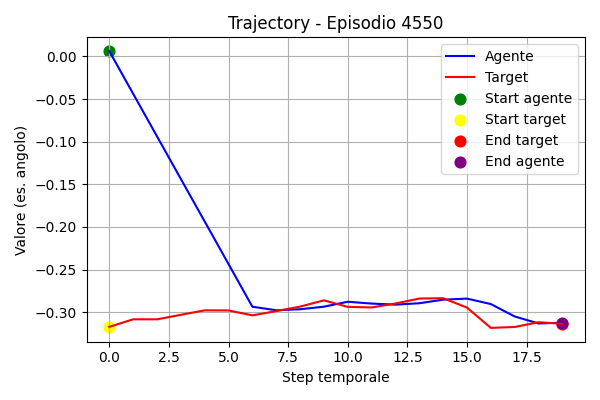 Trajectory - Episodio 4550
Valore (es. angolo)
0.00
−0.05
−0.10
−0.15
−0.20
−0.25
−0.30
Agente
Target
Start agente
Start target
End target
End agente
0.0 2.5 5.0 7.5 10.0 12.5 15.0 17.5
Step temporale